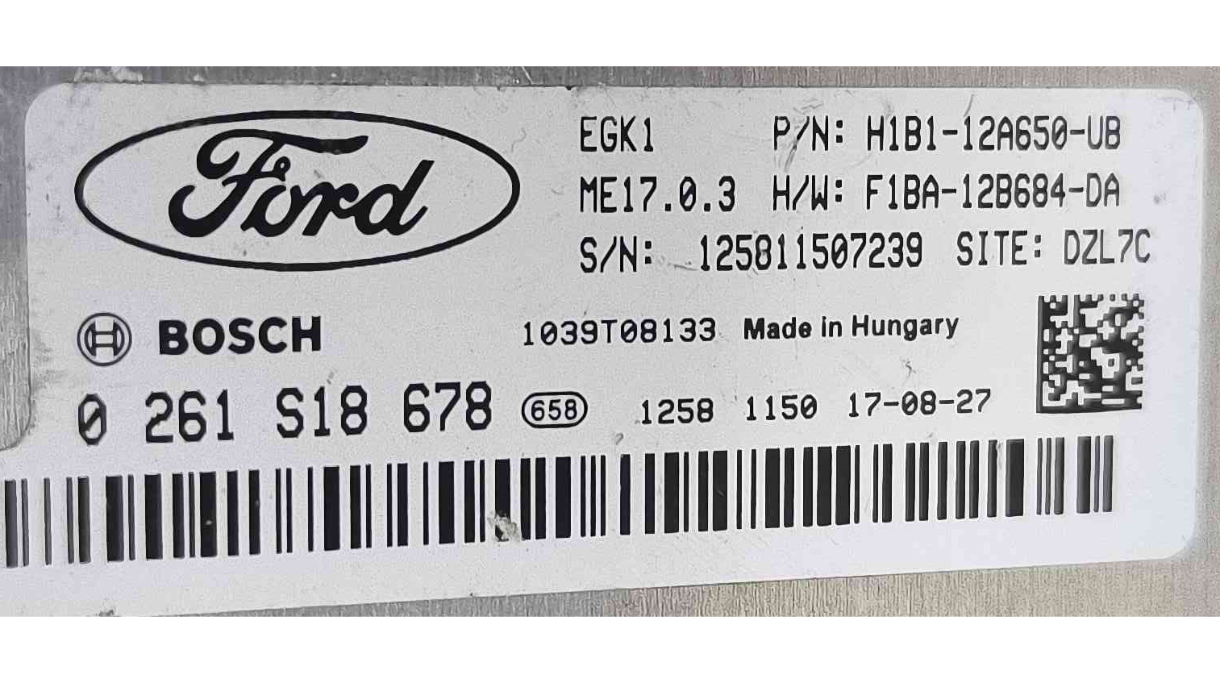 Ford
EGK1 P/N: H1B1-12A650-UB
ME17.0.3 H/W: F1BA-12B684-DA
S/N: 125811507239 SITE: DZL7C
BOSCH 1039T08133 Made in Hungary
0 261 S18 678 658 1258 1150 17-08-27